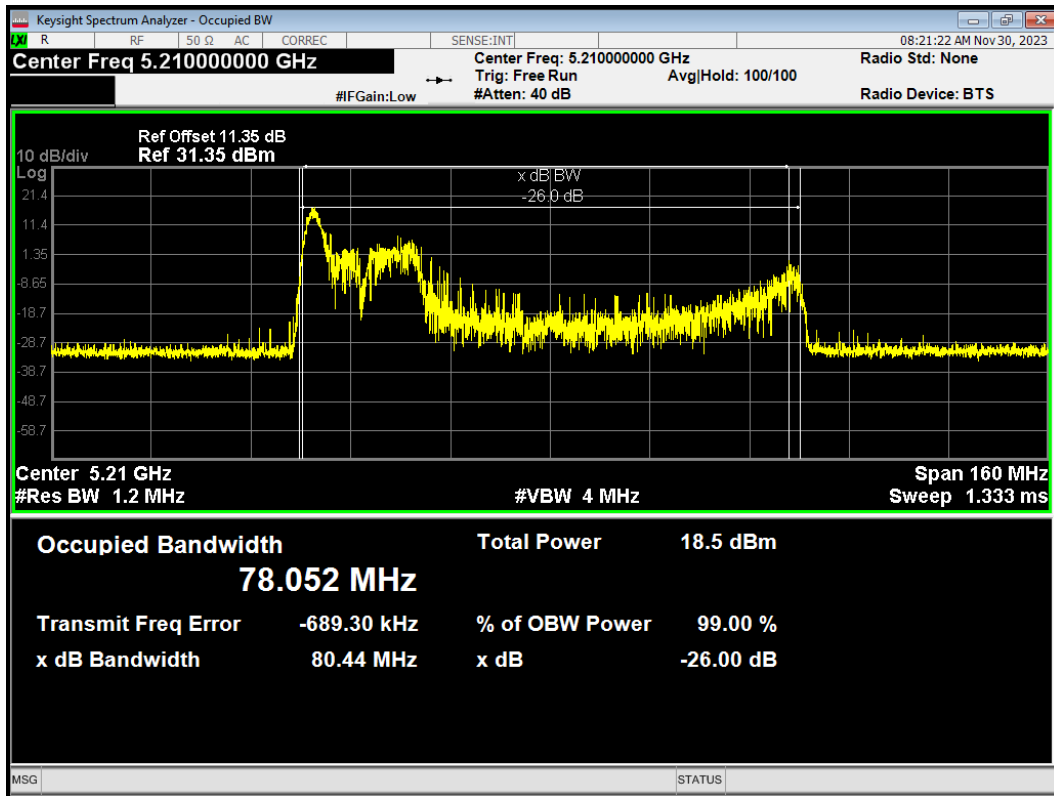 Keysight Spectrum Analyzer - Occupied BW
LXI R RF 50 Ω AC CORREC SENSE:INT 08:21:22 AM Nov 30, 2023
Center Freq 5.210000000 GHz Center Freq: 5.210000000 GHz Radio Std: None
Trig: Free Run Avg|Hold: 100/100
#IFGain:Low #Atten: 40 dB Radio Device: BTS
Ref Offset 11.35 dB
10 dB/div Ref 31.35 dBm
Log
x dB BW
21.4 -26.0 dB
11.4
1.35
-8.65
-18.7
-28.7
-38.7
-48.7
-58.7
Center 5.21 GHz Span 160 MHz
#Res BW 1.2 MHz #VBW 4 MHz Sweep 1.333 ms
Occupied Bandwidth Total Power 18.5 dBm
78.052 MHz
Transmit Freq Error -689.30 kHz % of OBW Power 99.00 %
x dB Bandwidth 80.44 MHz x dB -26.00 dB
MSG STATUS